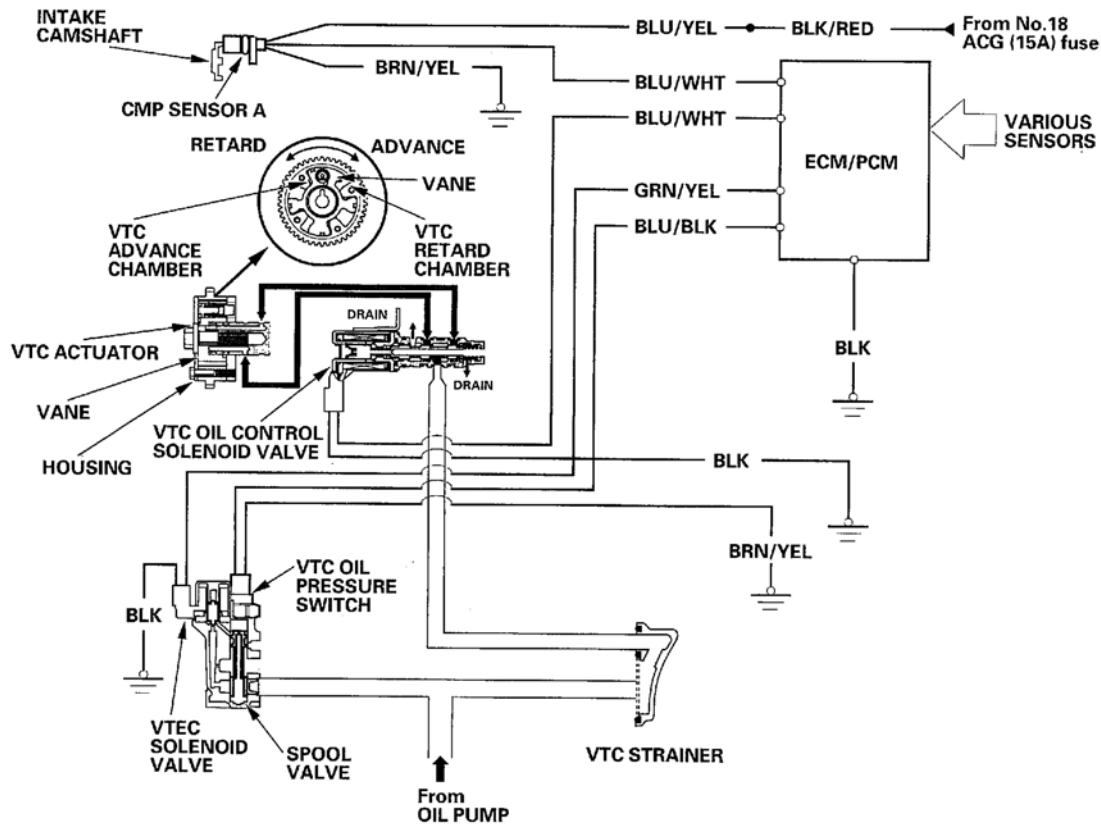 INTAKE
CAMSHAFT
CMP SENSOR A
BLU/YEL
BLK/RED
From No.18
ACG (15A) fuse
BRN/YEL
BLU/WHT
BLU/WHT
GRN/YEL
BLU/BLK
ECM/PCM
VARIOUS
SENSORS
BLK
RETARD
ADVANCE
VANE
VTC
ADVANCE
CHAMBER
VTC
RETARD
CHAMBER
VTC ACTUATOR
VANE
HOUSING
DRAIN
DRAIN
VTC OIL CONTROL
SOLENOID VALVE
BLK
BRN/YEL
VTC OIL
PRESSURE
SWITCH
BLK
VTEC
SOLENOID
VALVE
SPOOL
VALVE
VTC STRAINER
From
OIL PUMP